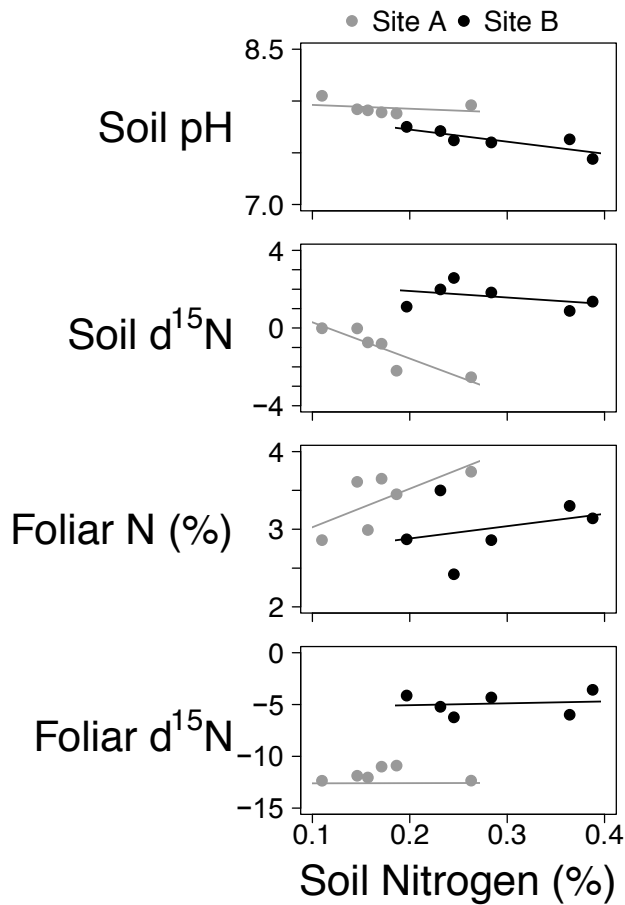 Site A Site B
8.5
Soil pH
7.0
4
Soil d15N
0
−4
4
Foliar N (%)
3
2
0
−5
Foliar d15N
−10
−15
0.1 0.2 0.3 0.4
Soil Nitrogen (%)